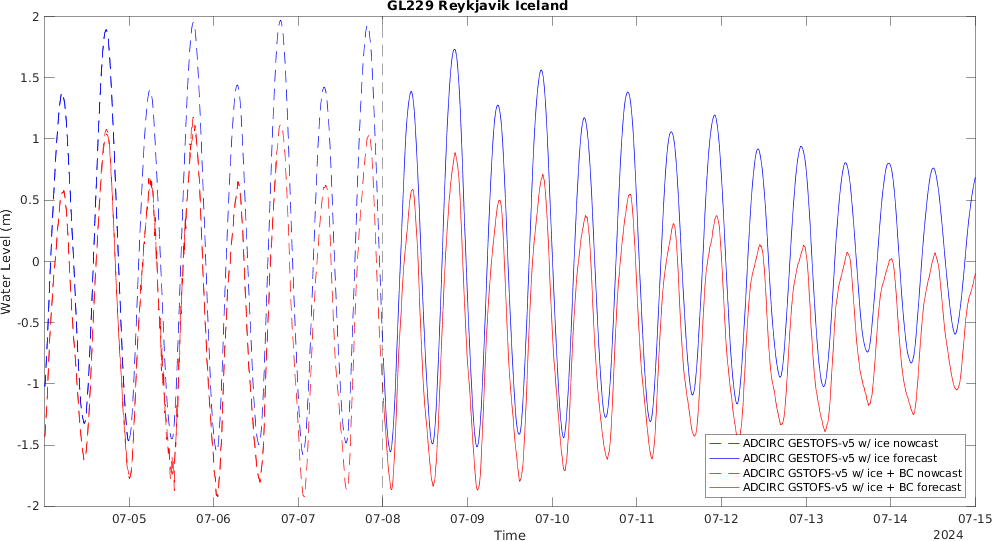 GL229 Reykjavik Iceland
2
1.5
1
0.5
0
-0.5
-1
-1.5
-2
Water Level (m)
07-05 07-06 07-07 07-08 07-09 07-10 07-11 07-12 07-13 07-14 07-15
Time
2024
ADCIRC GESTOFS-v5 w/ ice nowcast
ADCIRC GESTOFS-v5 w/ ice forecast
ADCIRC GSTOFS-v5 w/ ice + BC nowcast
ADCIRC GSTOFS-v5 w/ ice + BC forecast